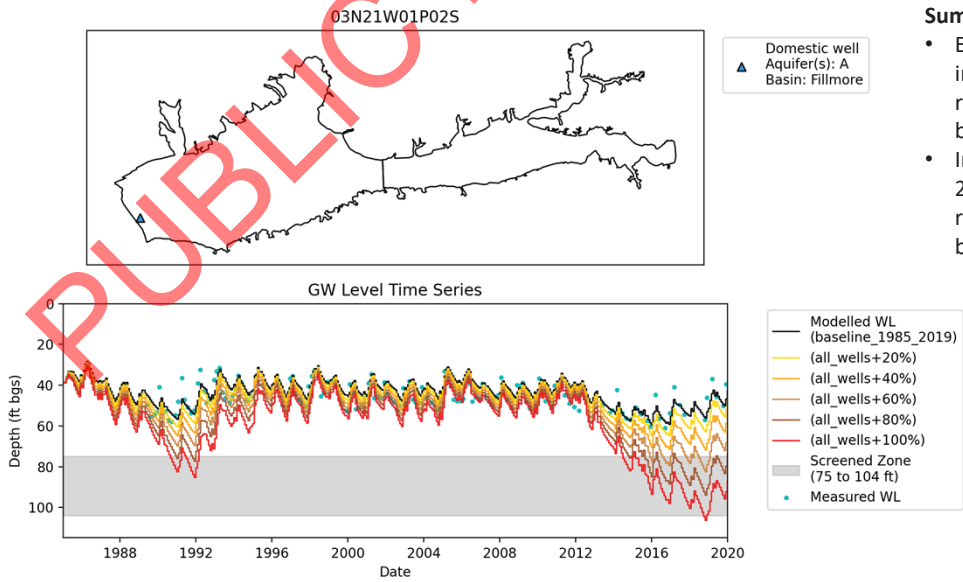 03N21W01P02S
Domestic well
Aquifer(s): A
Basin: Fillmore
Sum
•
•
PUBLIC
GW Level Time Series
Depth (ft bgs)
0
20
40
60
80
100
1988
1992
1996
2000
2004
2008
2012
2016
2020
Date
Modelled WL
(baseline_1985_2019)
(all_wells+20%)
(all_wells+40%)
(all_wells+60%)
(all_wells+80%)
(all_wells+100%)
Screened Zone
(75 to 104 ft)
Measured WL